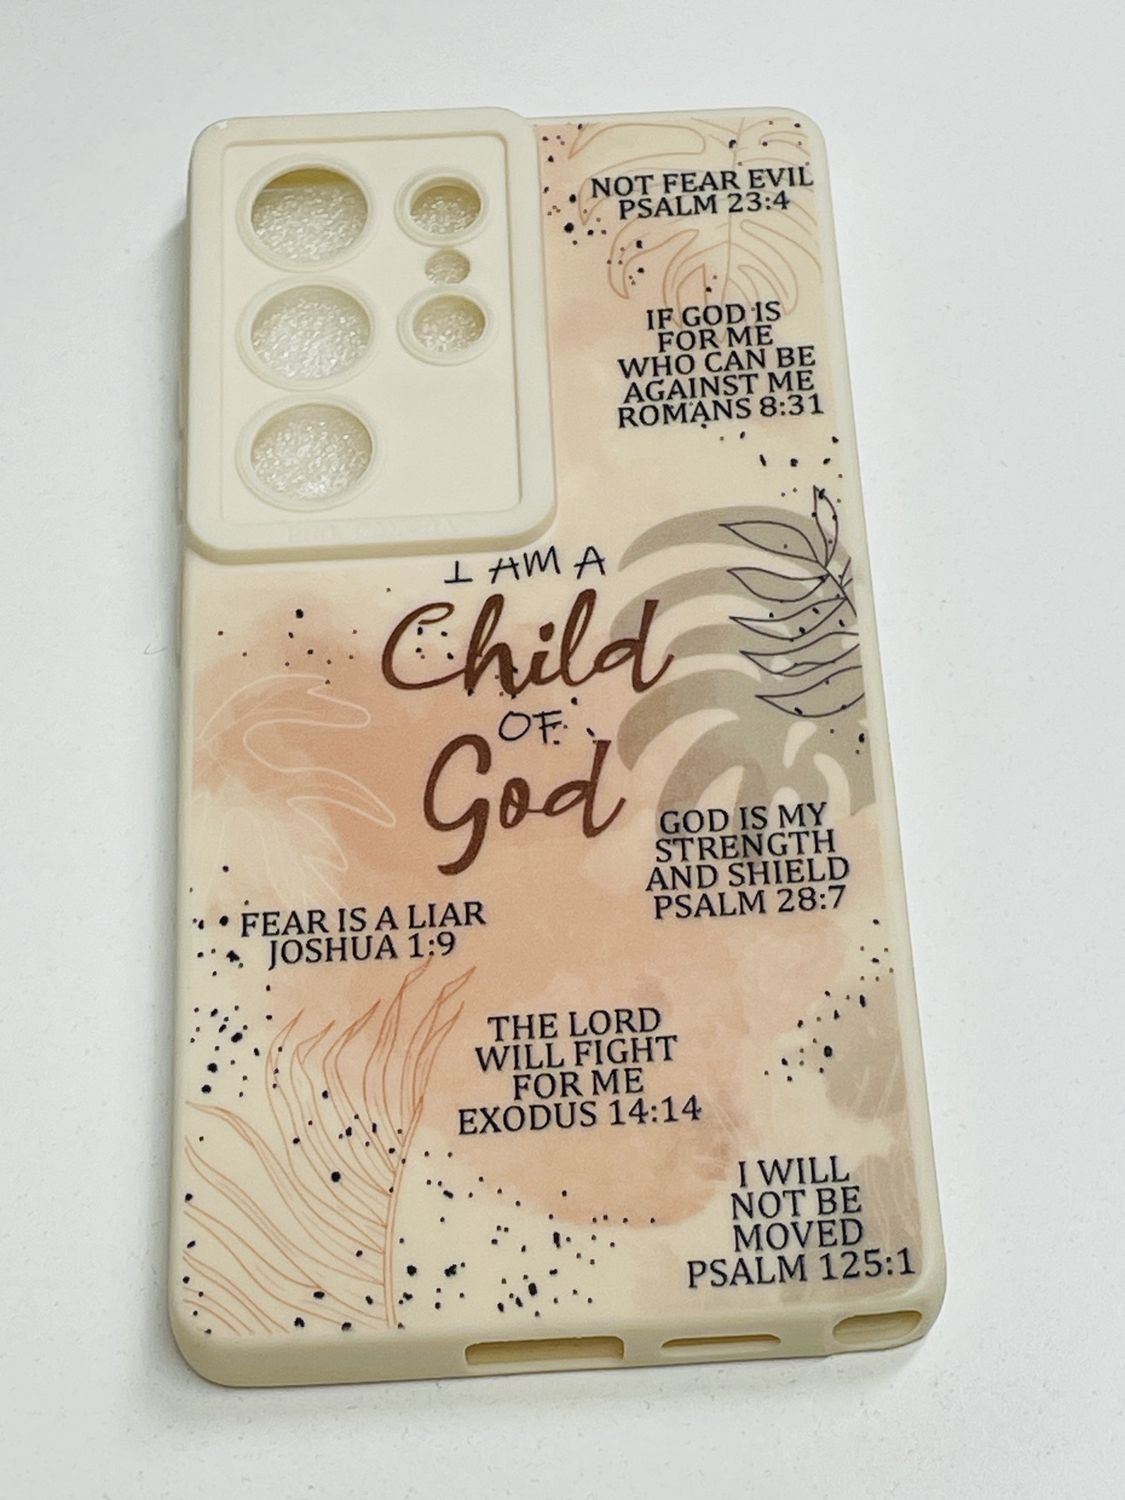 NOT FEAR EVIL
PSALM 23:4
IF GOD IS
FOR ME
WHO CAN BE
AGAINST ME
ROMANS 8:31
I AM A
Child
OF
God
GOD IS MY
STRENGTH
AND SHIELD
PSALM 28:7
FEAR IS A LIAR
JOSHUA 1:9
THE LORD
WILL FIGHT
FOR ME
EXODUS 14:14
I WILL
NOT BE
MOVED
PSALM 125:1